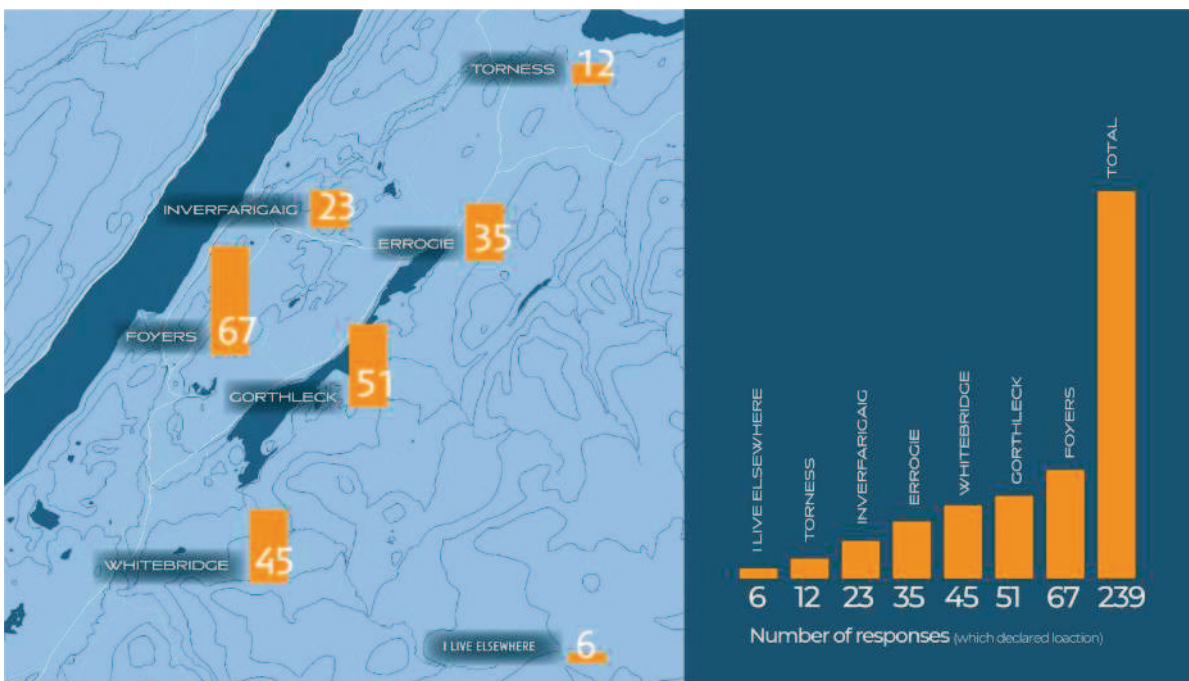 TORNESS
12
INVERFARIGAIG
23
ERROGIE
35
FOYERS
67
GORTHLECK
51
WHITEBRIDGE
45
I LIVE ELSEWHERE
6
I LIVE ELSEWHERE
TORNESS
INVERFARIGAIG
ERROGIE
WHITEBRIDGE
GORTHLECK
FOYERS
TOTAL
6 12 23 35 45 51 67 239
Number of responses (which declared loaction)